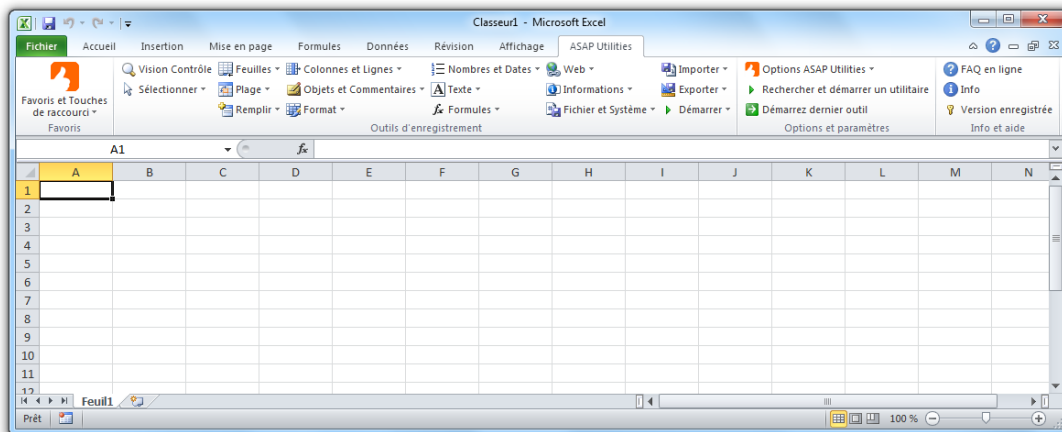 Classeur1 - Microsoft Excel
Fichier Accueil Insertion Mise en page Formules Données Révision Affichage ASAP Utilities
Vision Contrôle Feuilles Colonnes et Lignes Nombres et Dates Web Importer Options ASAP Utilities FAQ en ligne
Sélectionner Plage Objets et Commentaires Texte Informations Exporter Rechercher et démarrer un utilitaire Info
Favoris et Touches
de raccourci Remplir Format Formules Fichier et Système Démarrer Démarrez dernier outil Version enregistrée
Favoris Outils d'enregistrement Options et paramètres Info et aide
A1 fx
A B C D E F G H I J K L M N
1
2
3
4
5
6
7
8
9
10
11
12
Feuil1
Prêt 100 %